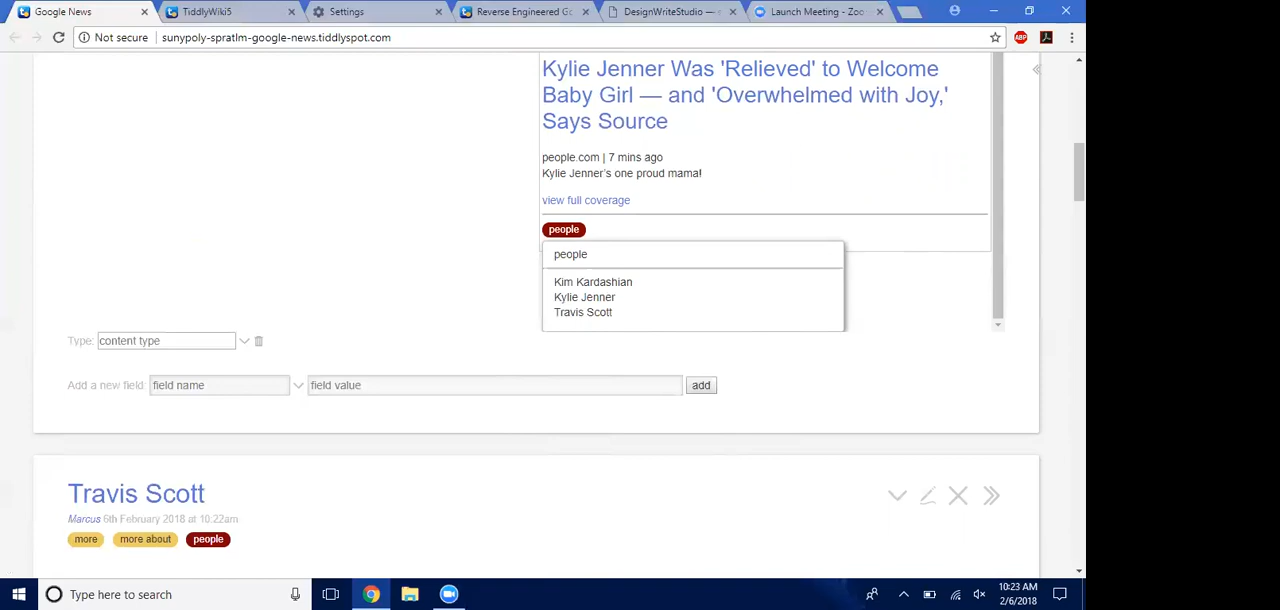 Google News
TiddlyWiki5
Settings
Reverse Engineered Go
DesignWriteStudio — s
Launch Meeting - Zoo
Not secure | sunypoly-spratlm-google-news.tiddlyspot.com
ABP
Kylie Jenner Was 'Relieved' to Welcome
Baby Girl — and 'Overwhelmed with Joy,'
Says Source
people.com | 7 mins ago
Kylie Jenner's one proud mama!
view full coverage
people
people
Kim Kardashian
Kylie Jenner
Travis Scott
Type: content type
Add a new field: field name field value add
Travis Scott
Marcus 6th February 2018 at 10:22am
more more about people
Type here to search
10:23 AM
2/6/2018